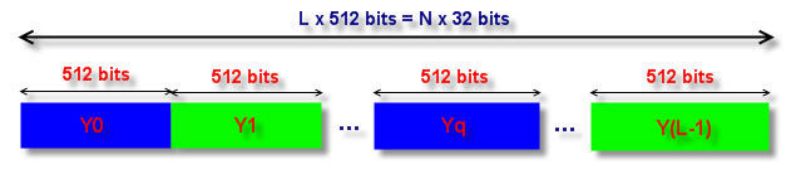 L x 512 bits = N x 32 bits
512 bits 512 bits 512 bits 512 bits
Y0 Y1 ... Yq ... Y(L-1)